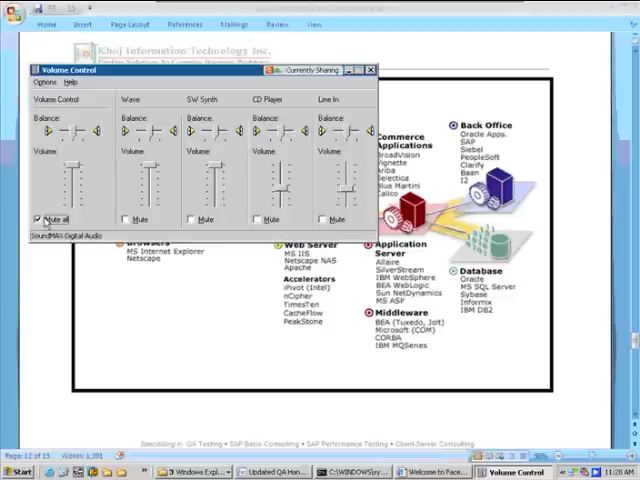 Home Insert Page Layout References Mailings Review View
Khoj Information Technology Inc.
Volume Control
Currently Sharing
Options Help
Volume Control Wave SW Synth CD Player Line In
Balance: Balance: Balance: Balance: Balance:
Volume: Volume: Volume: Volume: Volume:
Mute all Mute Mute Mute Mute
SoundMAX Digital Audio
Commerce
Applications
BroadVision
Vignette
Ariba
Selectica
Blue Martini
Calico
Back Office
Oracle Apps.
SAP
Siebel
PeopleSoft
Clarify
Baan
I2
Browsers
MS Internet Explorer
Netscape
Web Server
MS IIS
Netscape NAS
Apache
Accelerators
iPivot (Intel)
nCipher
TimesTen
CacheFlow
PeakStone
Application
Server
Allaire
SilverStream
IBM WebSphere
BEA WebLogic
Sun NetDynamics
MS ASP
Middleware
BEA (Tuxedo, Jolt)
Microsoft (COM)
CORBA
IBM MQSeries
Database
Oracle
MS SQL Server
Sybase
Informix
IBM DB2
Specializing in QA Testing • SAP Basis Consulting • Client-Server Consulting
Page: 12 of 15 Words: 1,391
90%
Start
3 Windows Expl...
Updated QA Han...
C:\WINDOWS\sy...
Welcome to Face...
Volume Control
11:28 AM